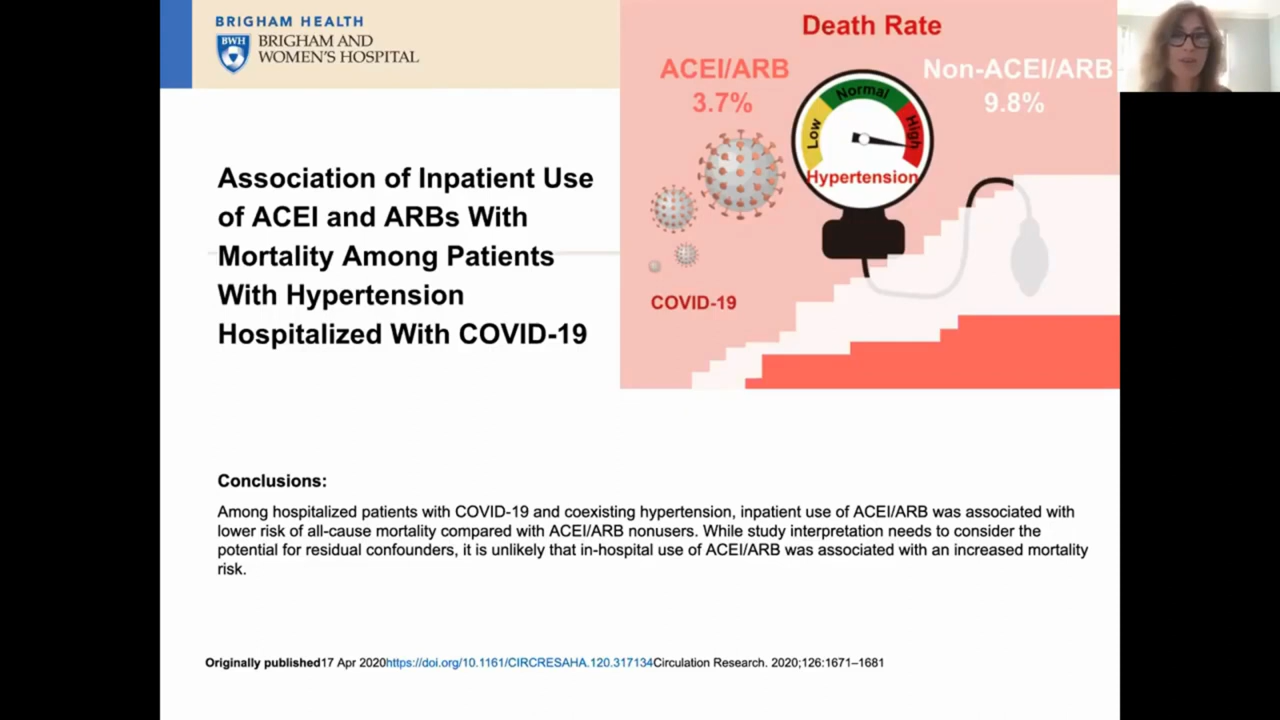 BRIGHAM HEALTH
BWH
BRIGHAM AND
WOMEN'S HOSPITAL
Association of Inpatient Use
of ACEI and ARBs With
Mortality Among Patients
With Hypertension
Hospitalized With COVID-19
Death Rate
ACEI/ARB
3.7%
Non-ACEI/ARB
9.8%
Low
Normal
High
Hypertension
COVID-19
Conclusions:
Among hospitalized patients with COVID-19 and coexisting hypertension, inpatient use of ACEI/ARB was associated with
lower risk of all-cause mortality compared with ACEI/ARB nonusers. While study interpretation needs to consider the
potential for residual confounders, it is unlikely that in-hospital use of ACEI/ARB was associated with an increased mortality
risk.
Originally published17 Apr 2020https://doi.org/10.1161/CIRCRESAHA.120.317134Circulation Research. 2020;126:1671–1681